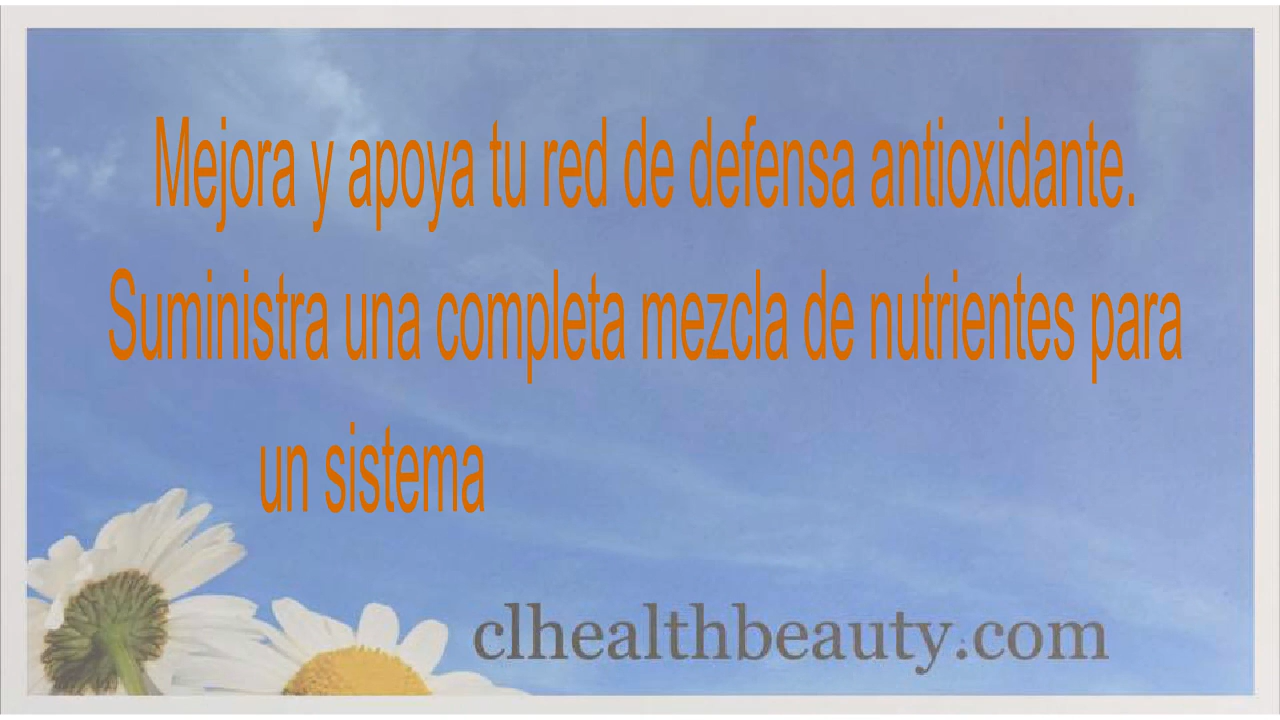 Mejora y apoya tu red de defensa antioxidante.
Suministra una completa mezcla de nutrientes para
un sistema
clhealthbeauty.com